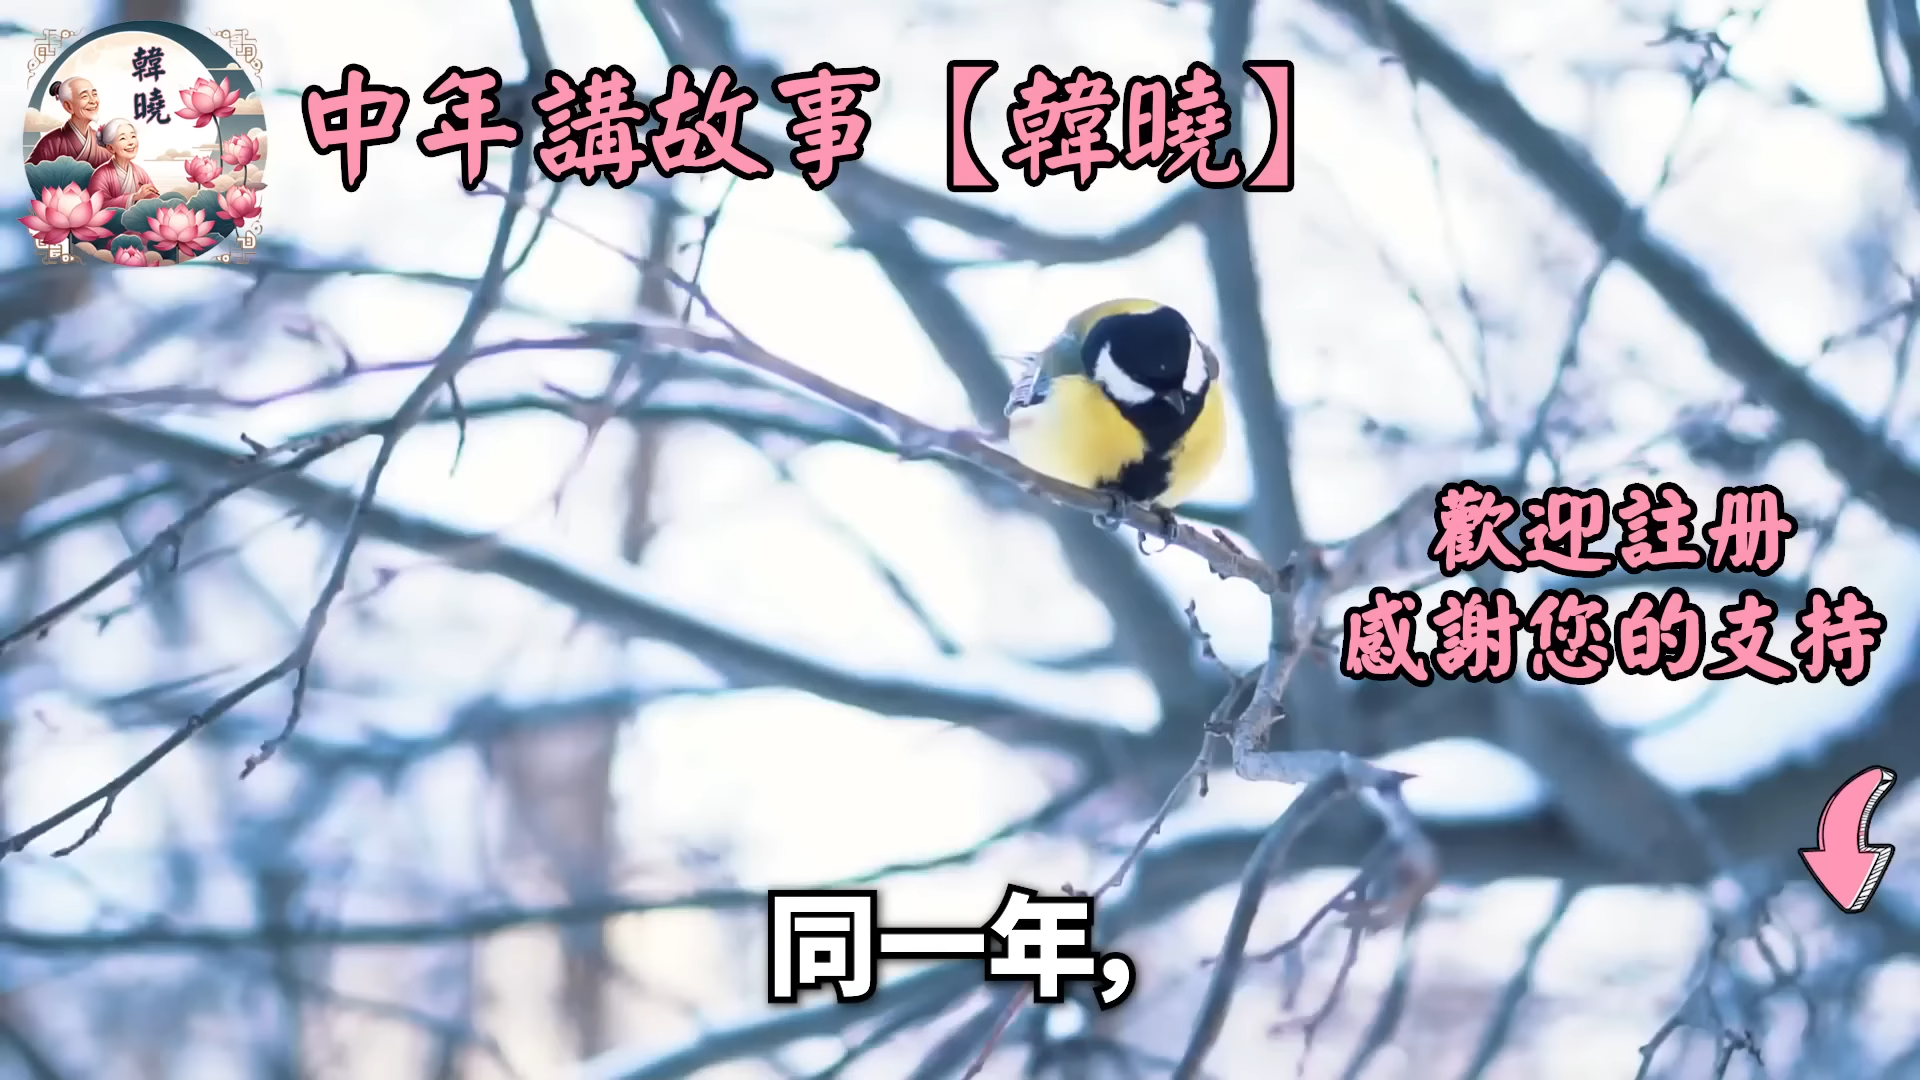 韓
曉
中年講故事【韓曉】
歡迎註册
感謝您的支持
同一年,